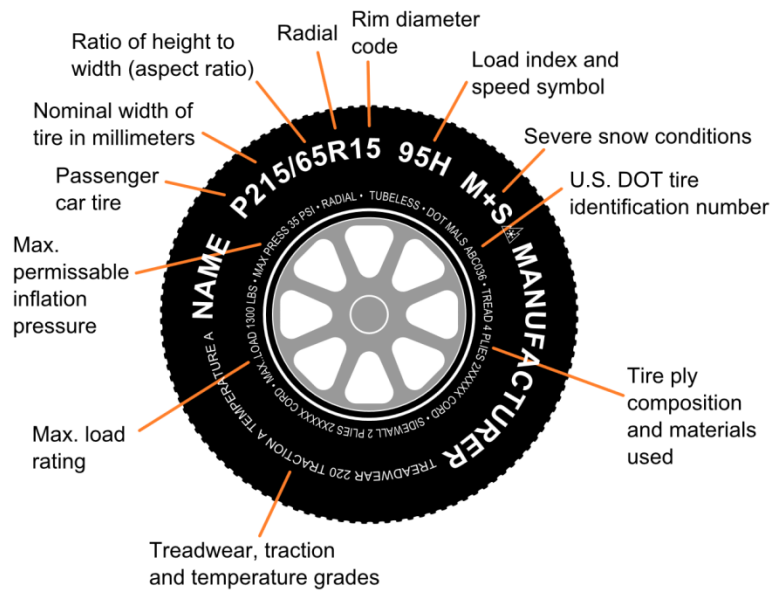 Rim diameter
code
Radial
Ratio of height to
width (aspect ratio)
Load index and
speed symbol
Nominal width of
tire in millimeters
Severe snow conditions
Passenger
car tire
U.S. DOT tire
identification number
Max.
permissable
inflation
pressure
Tire ply
composition
and materials
used
Max. load
rating
Treadwear, traction
and temperature grades
NAME P215/65R15 95H M+S MANUFACTURER
TREADWEAR 220 TRACTION A TEMPERATURE A
• MAX. LOAD 1300 LBS • MAX PRESS 35 PSI • RADIAL • TUBELESS • DOT MALS ABC036 • TREAD 4 PLIES 2XXXXX CORD • SIDEWALL 2 PLIES 2XXXXX CORD